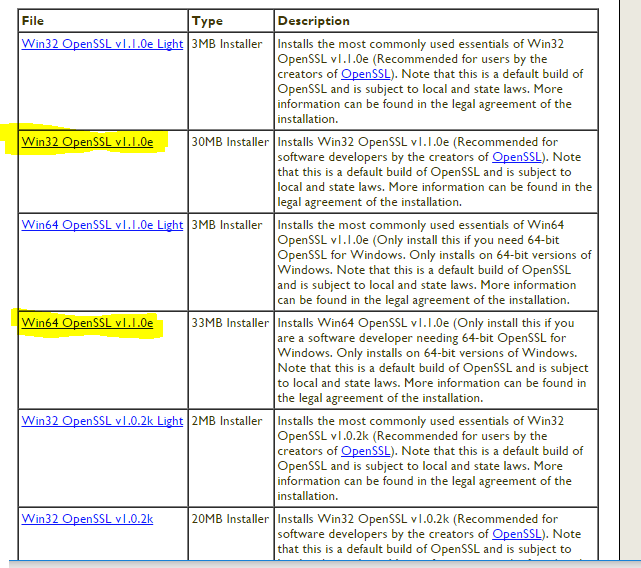 File Type Description
Win32 OpenSSL v1.1.0e Light 3MB Installer Installs the most commonly used essentials of Win32
OpenSSL v1.1.0e (Recommended for users by the
creators of OpenSSL). Note that this is a default build of
OpenSSL and is subject to local and state laws. More
information can be found in the legal agreement of the
installation.
Win32 OpenSSL v1.1.0e 30MB Installer Installs Win32 OpenSSL v1.1.0e (Recommended for
software developers by the creators of OpenSSL). Note
that this is a default build of OpenSSL and is subject to
local and state laws. More information can be found in the
legal agreement of the installation.
Win64 OpenSSL v1.1.0e Light 3MB Installer Installs the most commonly used essentials of Win64
OpenSSL v1.1.0e (Only install this if you need 64-bit
OpenSSL for Windows. Only installs on 64-bit versions of
Windows. Note that this is a default build of OpenSSL
and is subject to local and state laws. More information
can be found in the legal agreement of the installation.
Win64 OpenSSL v1.1.0e 33MB Installer Installs Win64 OpenSSL v1.1.0e (Only install this if you
are a software developer needing 64-bit OpenSSL for
Windows. Only installs on 64-bit versions of Windows.
Note that this is a default build of OpenSSL and is subject
to local and state laws. More information can be found in
the legal agreement of the installation.
Win32 OpenSSL v1.0.2k Light 2MB Installer Installs the most commonly used essentials of Win32
OpenSSL v1.0.2k (Recommended for users by the
creators of OpenSSL). Note that this is a default build of
OpenSSL and is subject to local and state laws. More
information can be found in the legal agreement of the
installation.
Win32 OpenSSL v1.0.2k 20MB Installer Installs Win32 OpenSSL v1.0.2k (Recommended for
software developers by the creators of OpenSSL). Note
that this is a default build of OpenSSL and is subject to